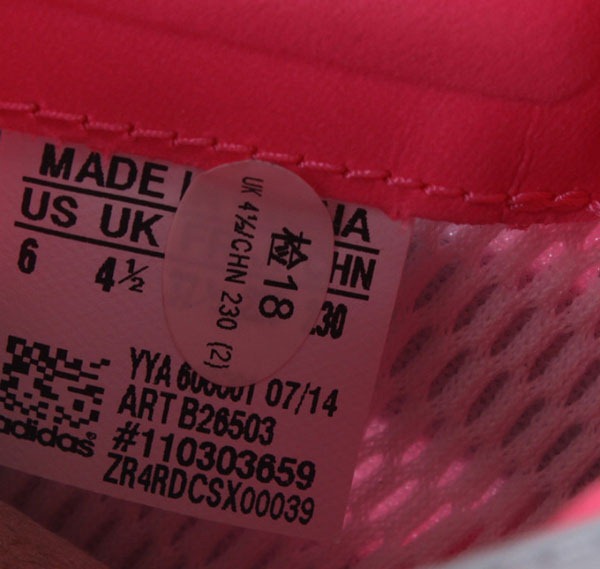 MADE
US UK HN
6 4½ 30
UK 4½/CHN 230 (2)
检18
YYA 606001 07/14
ART B26503
#110303659
ZR4RDCSX00039
adidas®